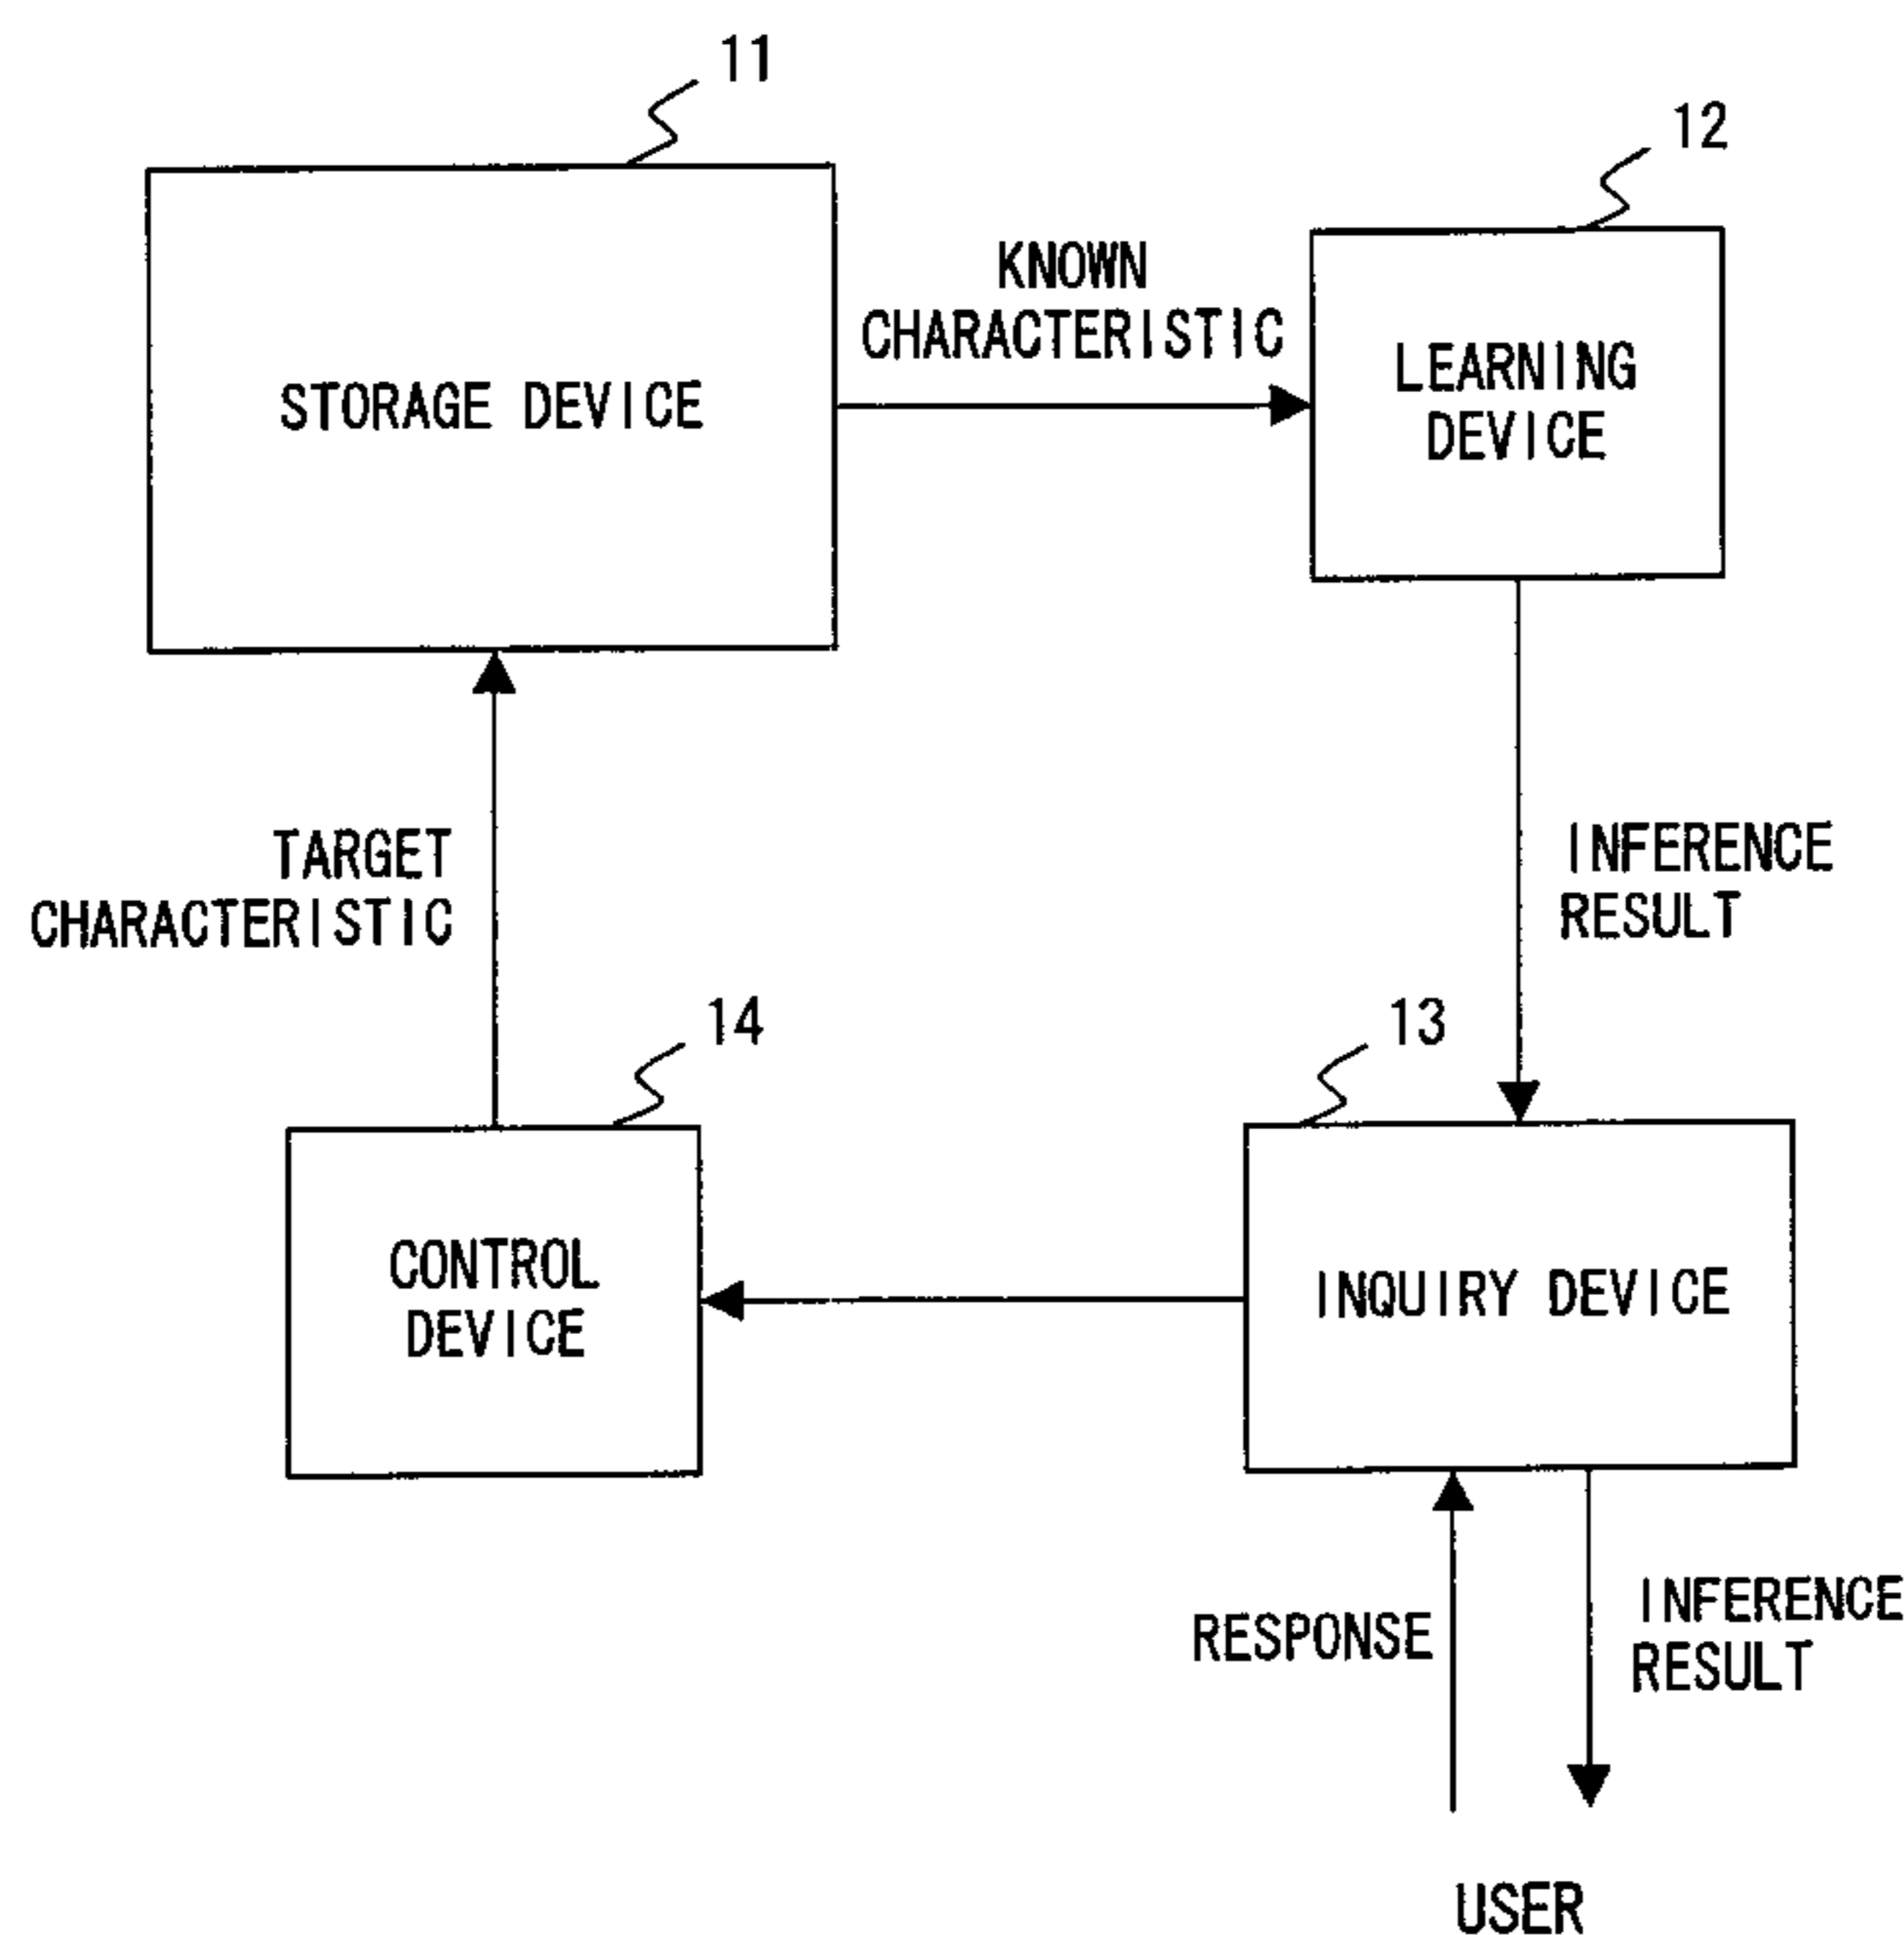 11
12
KNOWN
CHARACTERISTIC
STORAGE DEVICE
LEARNING
DEVICE
TARGET
CHARACTERISTIC
INFERENCE
RESULT
14
13
CONTROL
DEVICE
INQUIRY DEVICE
RESPONSE
INFERENCE
RESULT
USER